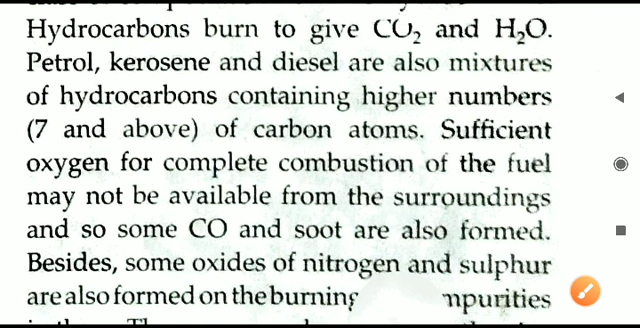 Hydrocarbons burn to give CO₂ and H₂O.
Petrol, kerosene and diesel are also mixtures
of hydrocarbons containing higher numbers
(7 and above) of carbon atoms. Sufficient
oxygen for complete combustion of the fuel
may not be available from the surroundings
and so some CO and soot are also formed.
Besides, some oxides of nitrogen and sulphur
are also formed on the burning